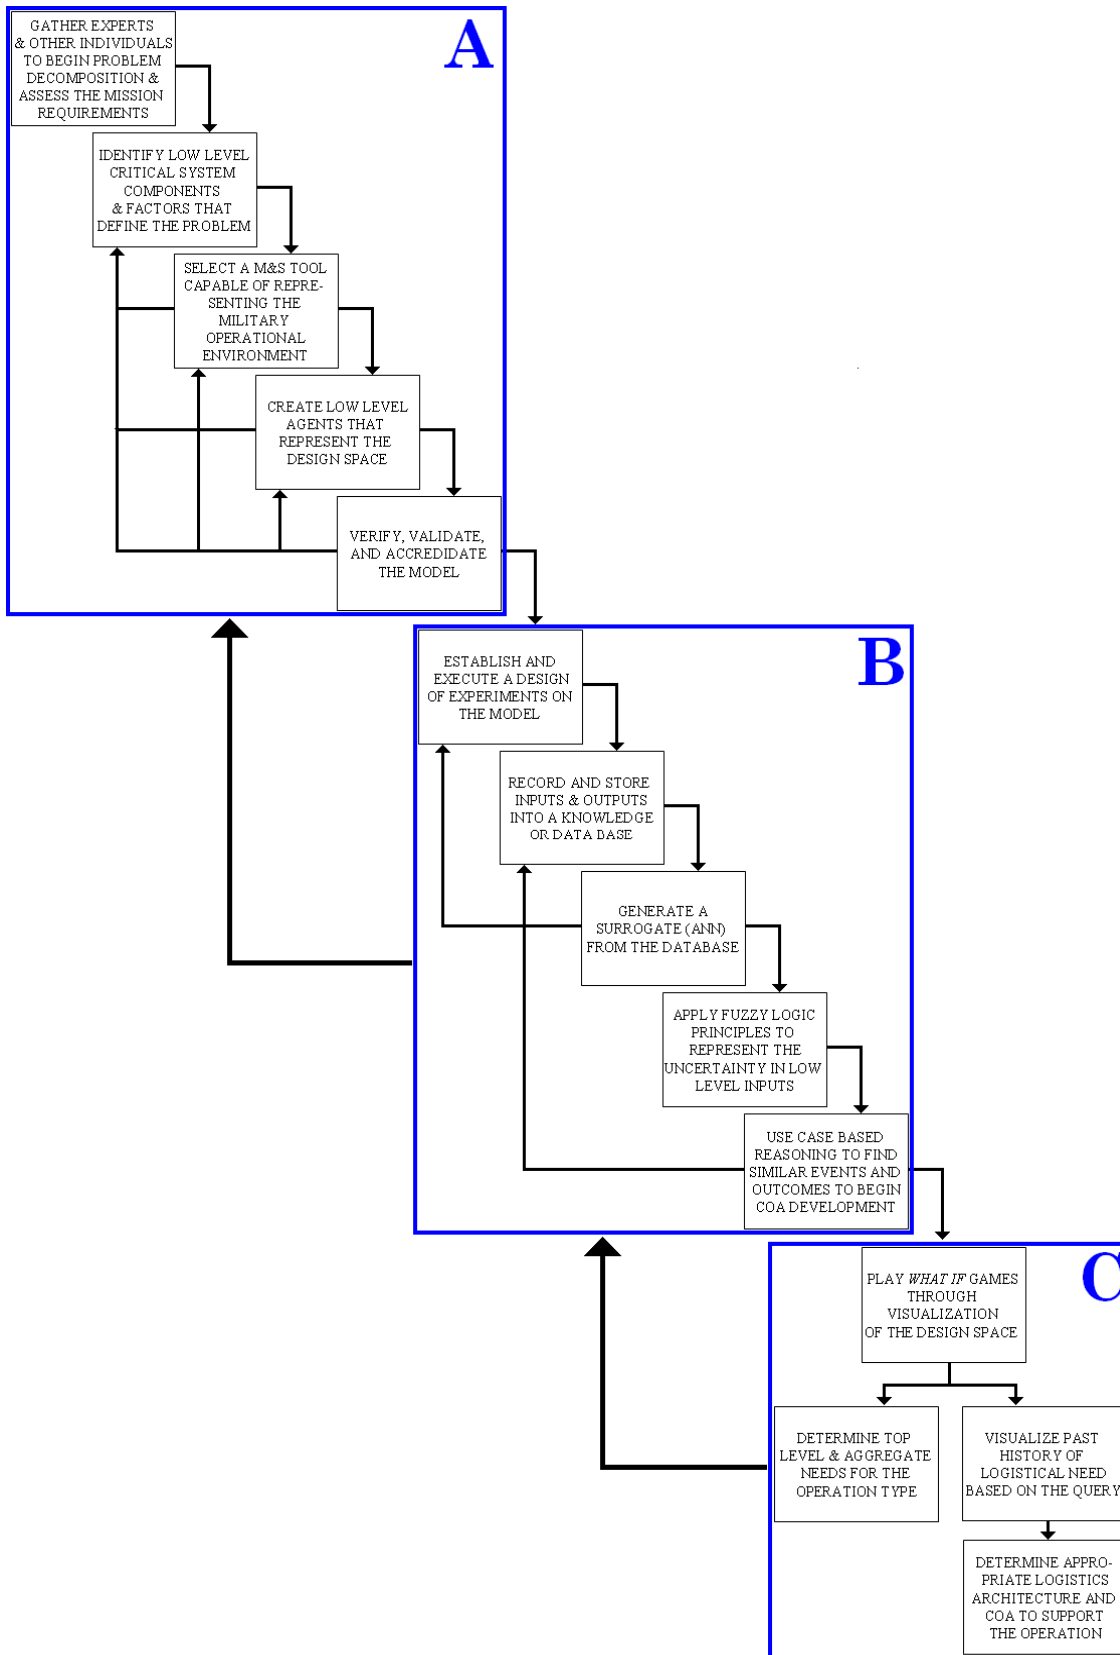 GATHER EXPERTS
& OTHER INDIVIDUALS
TO BEGIN PROBLEM
DECOMPOSITION &
ASSESS THE MISSION
REQUIREMENTS
A
IDENTIFY LOW LEVEL
CRITICAL SYSTEM
COMPONENTS
& FACTORS THAT
DEFINE THE PROBLEM
SELECT A M&S TOOL
CAPABLE OF REPRE-
SENTING THE
MILITARY
OPERATIONAL
ENVIRONMENT
CREATE LOW LEVEL
AGENTS THAT
REPRESENT THE
DESIGN SPACE
VERIFY, VALIDATE,
AND ACCREDIDATE
THE MODEL
B
ESTABLISH AND
EXECUTE A DESIGN
OF EXPERIMENTS ON
THE MODEL
RECORD AND STORE
INPUTS & OUTPUTS
INTO A KNOWLEDGE
OR DATA BASE
GENERATE A
SURROGATE (ANN)
FROM THE DATABASE
APPLY FUZZY LOGIC
PRINCIPLES TO
REPRESENT THE
UNCERTAINTY IN LOW
LEVEL INPUTS
USE CASE BASED
REASONING TO FIND
SIMILAR EVENTS AND
OUTCOMES TO BEGIN
COA DEVELOPMENT
C
PLAY WHAT IF GAMES
THROUGH
VISUALIZATION
OF THE DESIGN SPACE
DETERMINE TOP
LEVEL & AGGREGATE
NEEDS FOR THE
OPERATION TYPE
VISUALIZE PAST
HISTORY OF
LOGISTICAL NEED
BASED ON THE QUERY
DETERMINE APPRO-
PRIATE LOGISTICS
ARCHITECTURE AND
COA TO SUPPORT
THE OPERATION